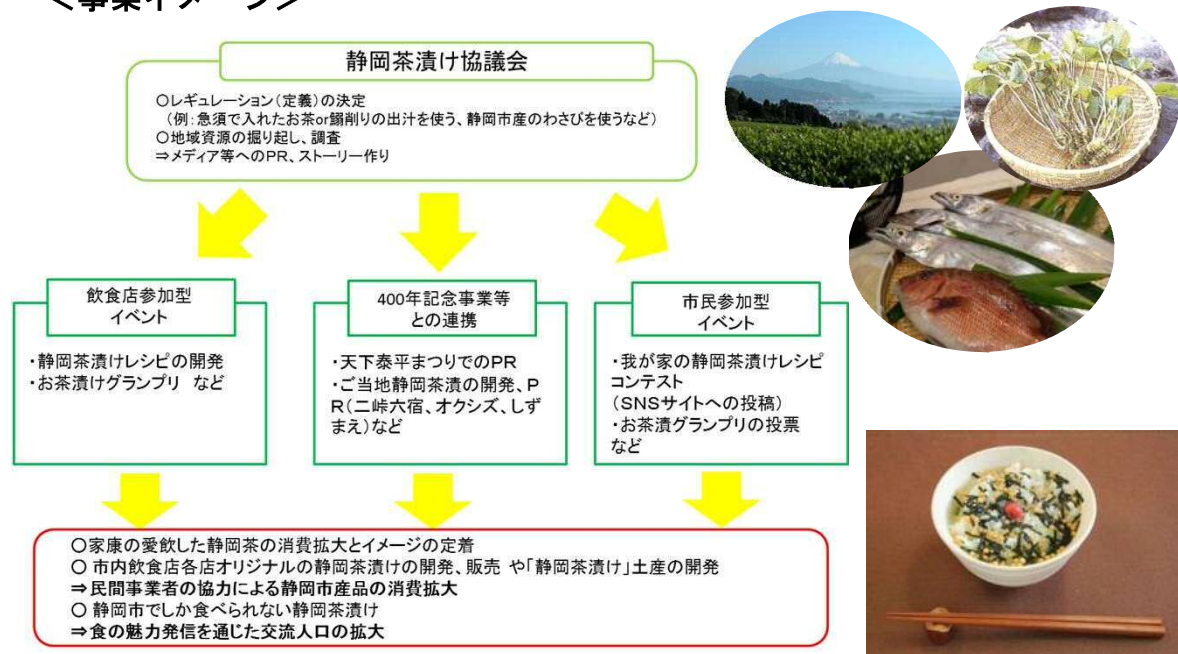 <事業イメージ>
静岡茶漬け協議会
○レギュレーション(定義)の決定
(例:急須で入れたお茶or鰯削りの出汁を使う、静岡市産のわさびを使うなど)
○地域資源の掘り起し、調査
⇒メディア等へのPR、ストーリー作り
飲食店参加型
イベント
・静岡茶漬けレシピの開発
・お茶漬けグランプリ など
400年記念事業等
との連携
・天下泰平まつりでのPR
・ご当地静岡茶漬の開発、P
R(二峠六宿、オクシズ、しず
まえ)など
市民参加型
イベント
・我が家の静岡茶漬けレシピ
コンテスト
(SNSサイトへの投稿)
・お茶漬グランプリの投票
など
○家康の愛飲した静岡茶の消費拡大とイメージの定着
○ 市内飲食店各店オリジナルの静岡茶漬けの開発、販売 や「静岡茶漬け」土産の開発
⇒民間事業者の協力による静岡市産品の消費拡大
○ 静岡市でしか食べられない静岡茶漬け
⇒食の魅力発信を通じた交流人口の拡大